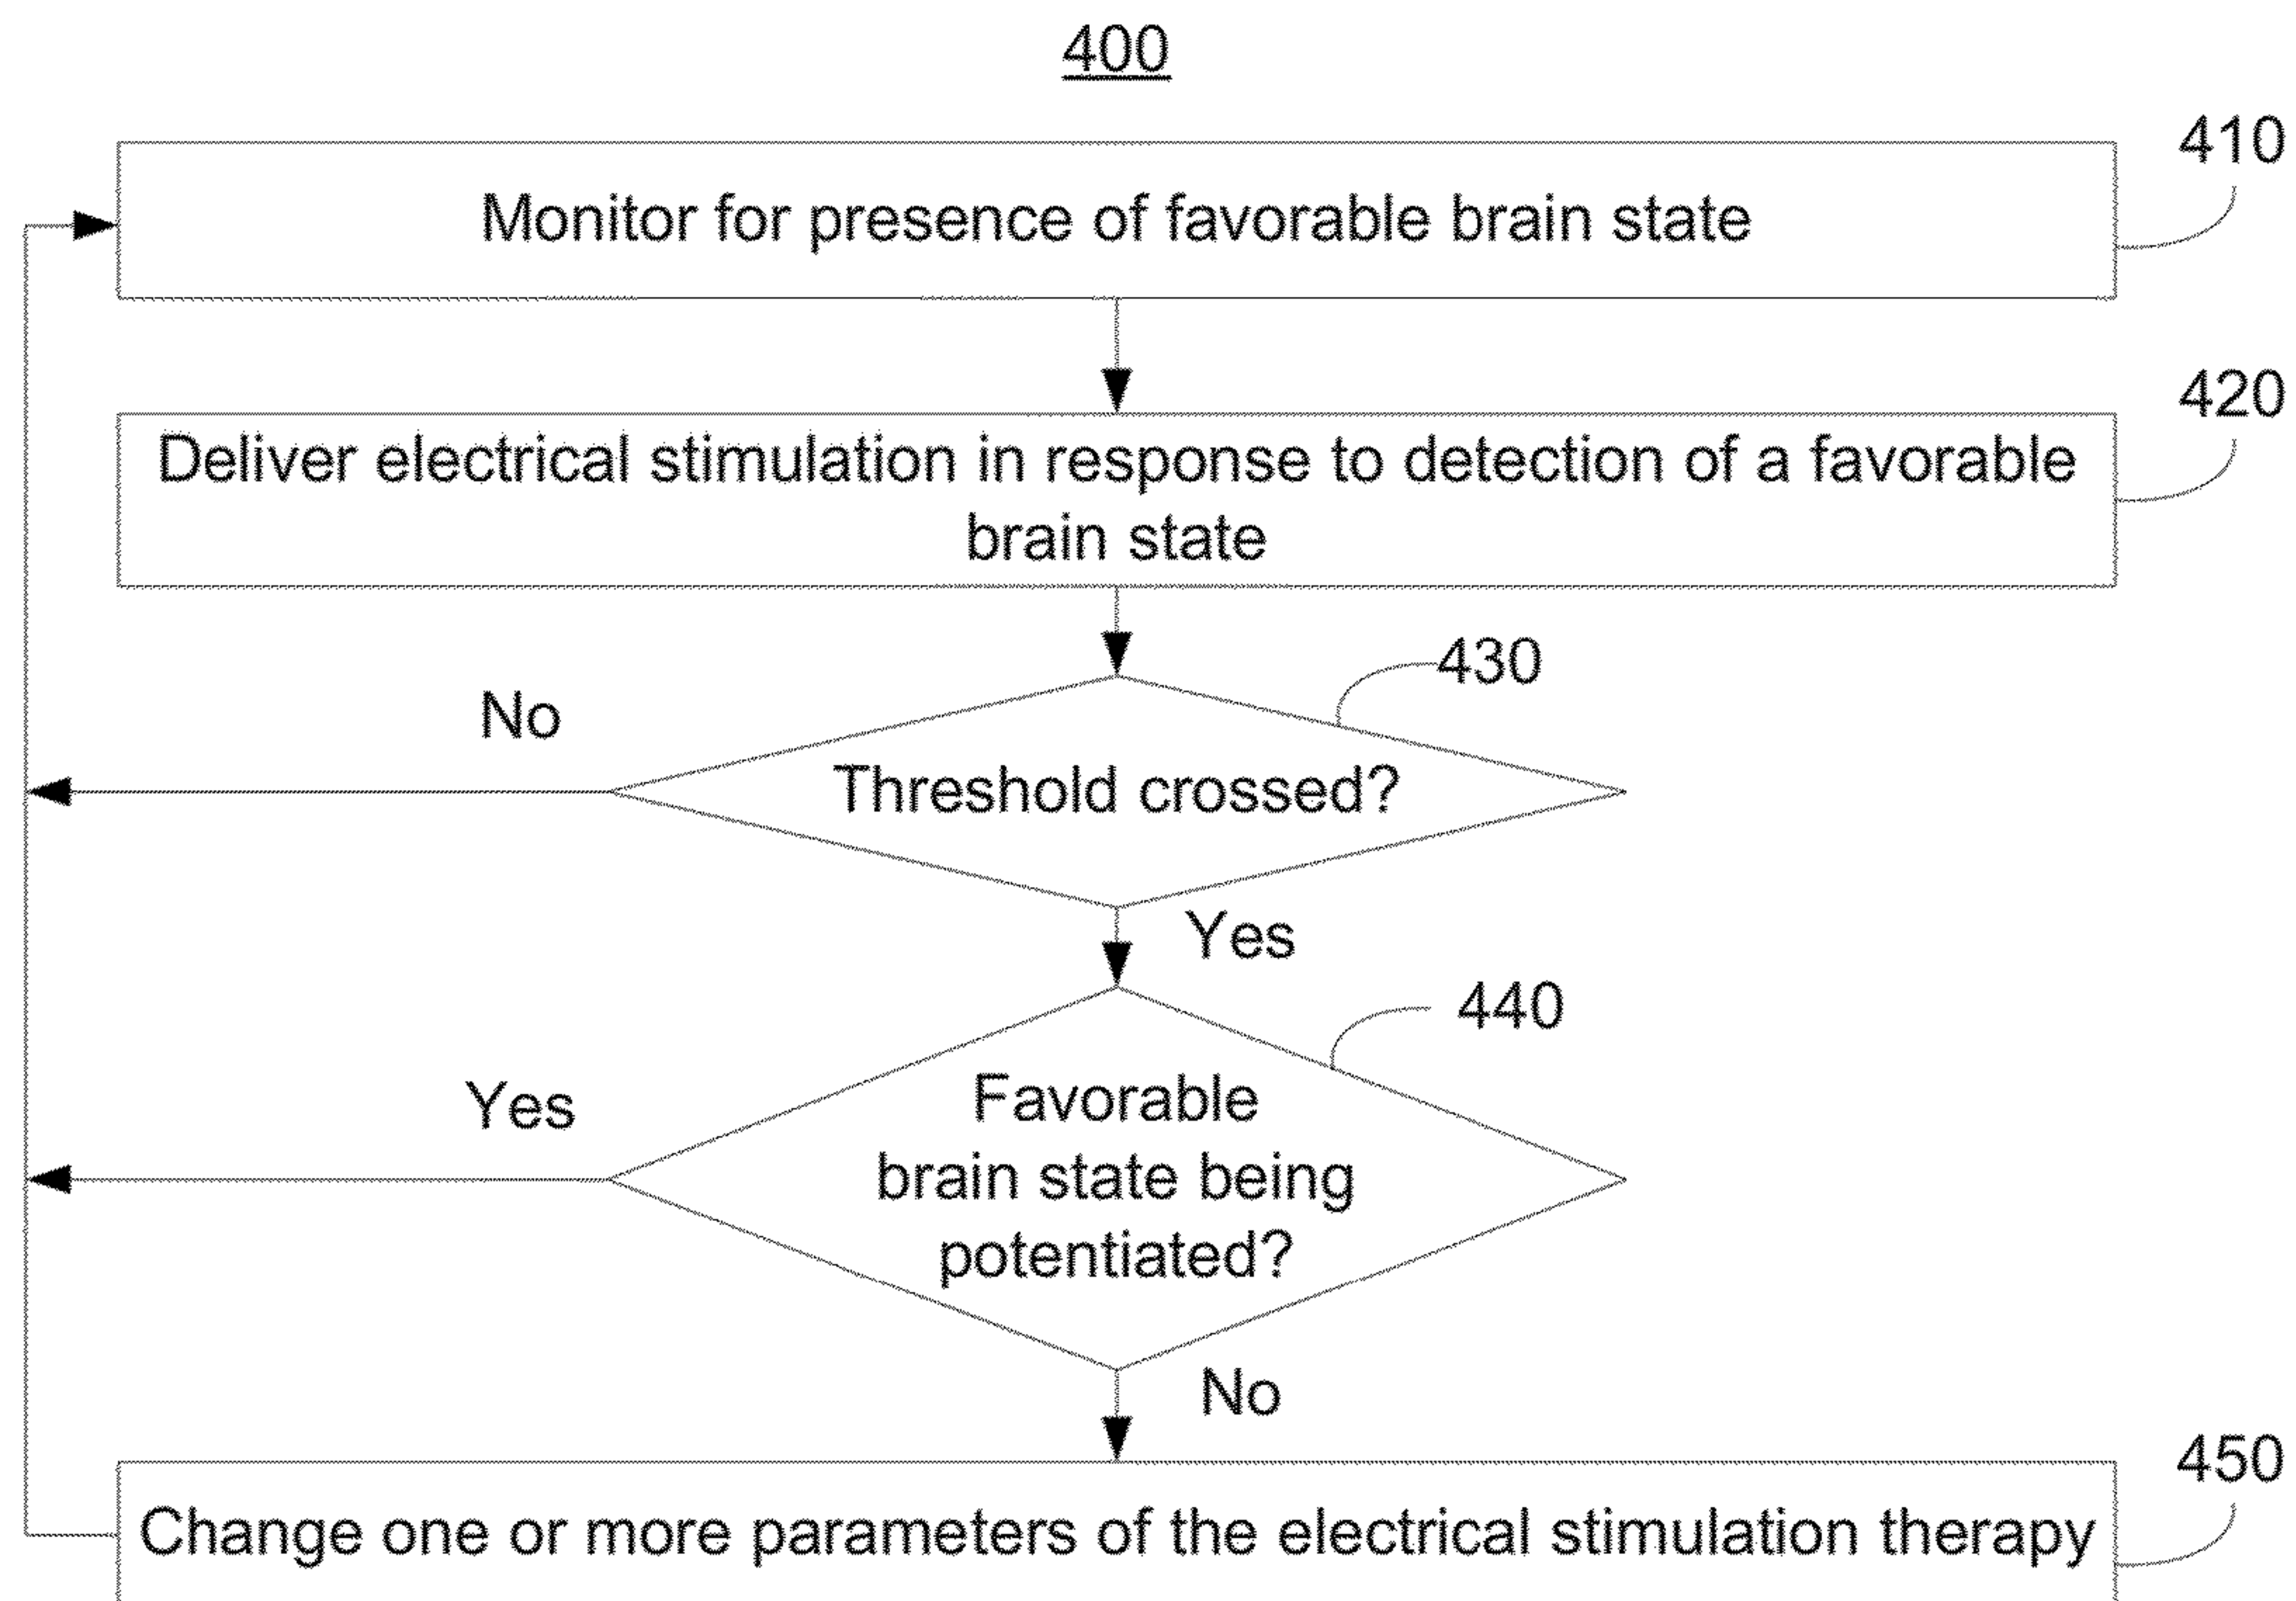 400
410
Monitor for presence of favorable brain state
420
Deliver electrical stimulation in response to detection of a favorable
brain state
430
No
Threshold crossed?
Yes
440
Favorable
Yes
brain state being
potentiated?
No
450
Change one or more parameters of the electrical stimulation therapy